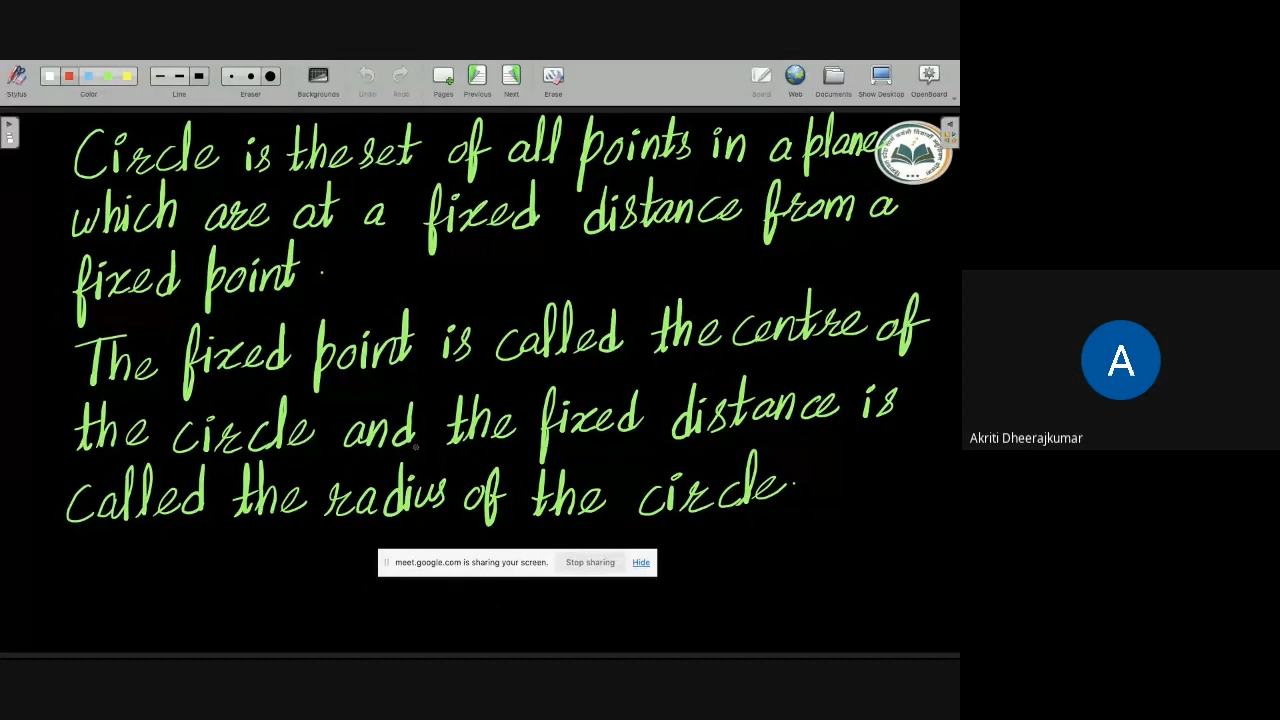 Stylus Color Line Eraser Backgrounds Undo Redo Pages Previous Next Erase Board Web Documents Show Desktop OpenBoard
Circle is the set of all points in a plane
which are at a fixed distance from a
fixed point.
The fixed point is called the centre of
the circle and the fixed distance is
called the radius of the circle.
meet.google.com is sharing your screen. Stop sharing Hide
A
Akriti Dheerajkumar